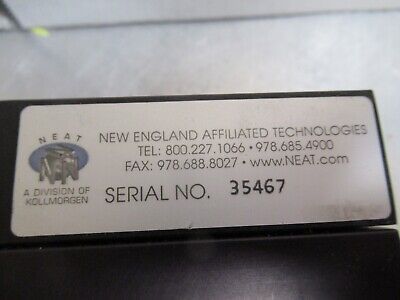 NEAT
A DIVISION OF
KOLLMORGEN
NEW ENGLAND AFFILIATED TECHNOLOGIES
TEL: 800.227.1066 • 978.685.4900
FAX: 978.688.8027 • www.NEAT.com
SERIAL NO. 35467